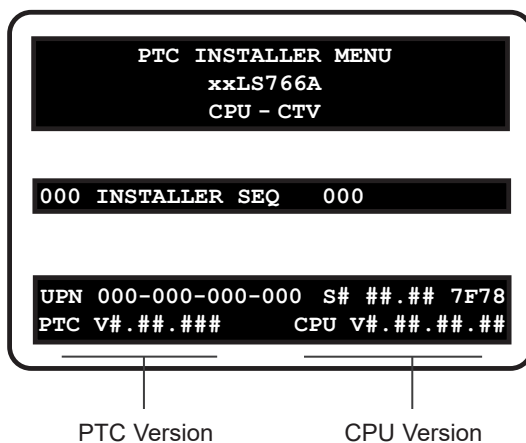 PTC INSTALLER MENU
xxLS766A
CPU – CTV
000 INSTALLER SEQ 000
UPN 000-000-000-000 S# ##.## 7F78
PTC V#.##.### CPU V#.##.##.##
PTC Version CPU Version